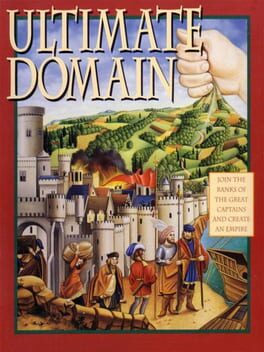 ULTIMATE
DOMAIN
JOIN THE
RANKS OF
THE GREAT
CAPTAINS
AND CREATE
AN EMPIRE